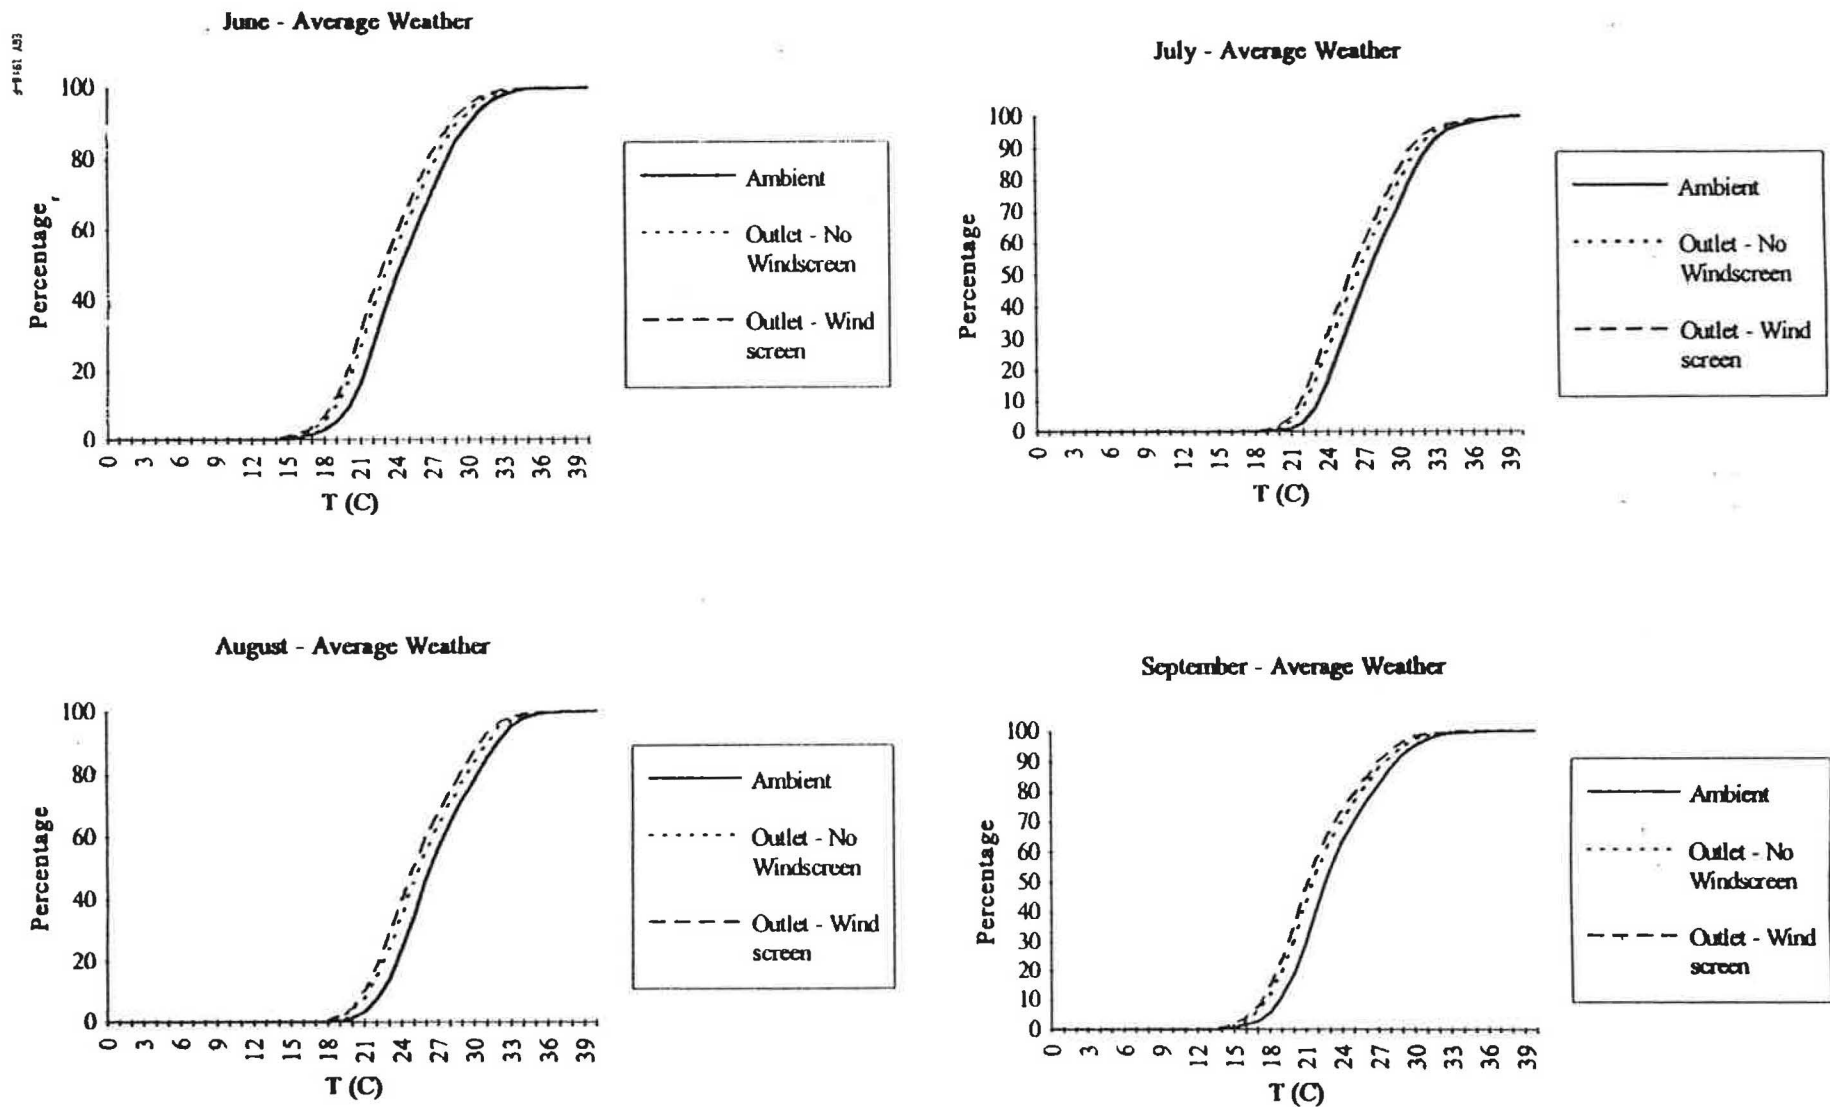 June - Average Weather
100
80
60
40
20
0
Percentage
0 3 6 9 12 15 18 21 24 27 30 33 36 39
T (C)
Ambient
Outlet - No
Windscreen
Outlet - Wind
screen
July - Average Weather
100
90
80
70
60
50
40
30
20
10
0
Percentage
0 3 6 9 12 15 18 21 24 27 30 33 36 39
T (C)
Ambient
Outlet - No
Windscreen
Outlet - Wind
screen
August - Average Weather
100
80
60
40
20
0
Percentage
0 3 6 9 12 15 18 21 24 27 30 33 36 39
T (C)
Ambient
Outlet - No
Windscreen
Outlet - Wind
screen
September - Average Weather
100
90
80
70
60
50
40
30
20
10
0
Percentage
0 3 6 9 12 15 18 21 24 27 30 33 36 39
T (C)
Ambient
Outlet - No
Windscreen
Outlet - Wind
screen